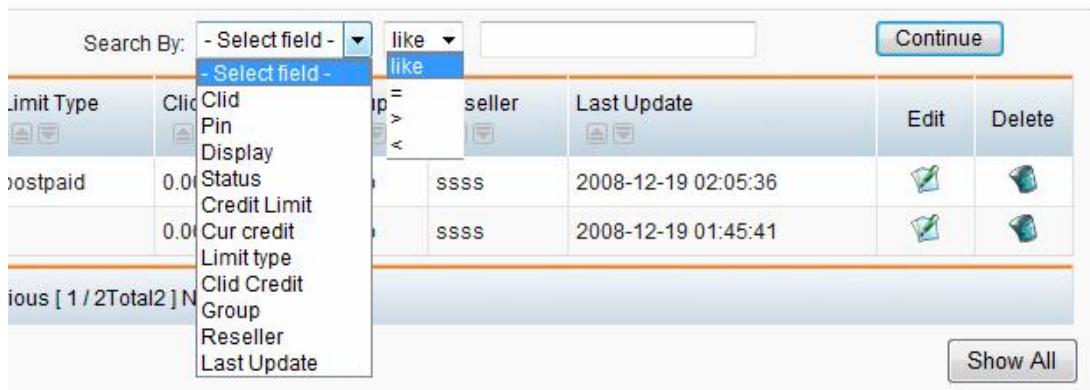 Search By: - Select field - like Continue
- Select field - like
Limit Type Clid seller Last Update Edit Delete
Clid =
Pin >
Display <
Status
postpaid 0.0 ssss 2008-12-19 02:05:36
Credit Limit
Cur credit
0.0 ssss 2008-12-19 01:45:41
Limit type
Clid Credit
ious [ 1 / 2Total2 ] N
Group
Reseller
Last Update
Show All